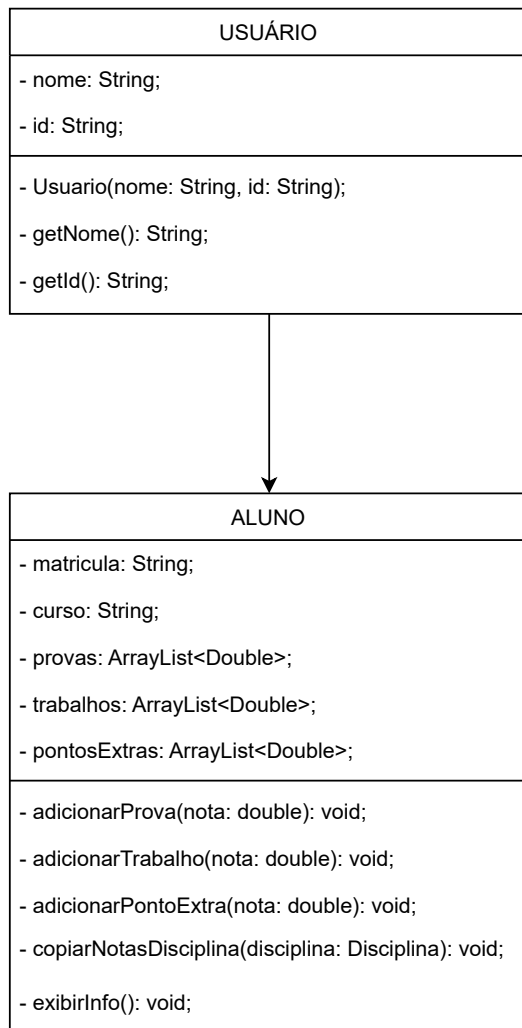 USUÁRIO
- nome: String;
- id: String;
- Usuario(nome: String, id: String);
- getNome(): String;
- getId(): String;
ALUNO
- matricula: String;
- curso: String;
- provas: ArrayList<Double>;
- trabalhos: ArrayList<Double>;
- pontosExtras: ArrayList<Double>;
- adicionarProva(nota: double): void;
- adicionarTrabalho(nota: double): void;
- adicionarPontoExtra(nota: double): void;
- copiarNotasDisciplina(disciplina: Disciplina): void;
- exibirInfo(): void;